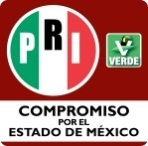 PRI
VERDE
COMPROMISO
POR EL
ESTADO DE MÉXICO